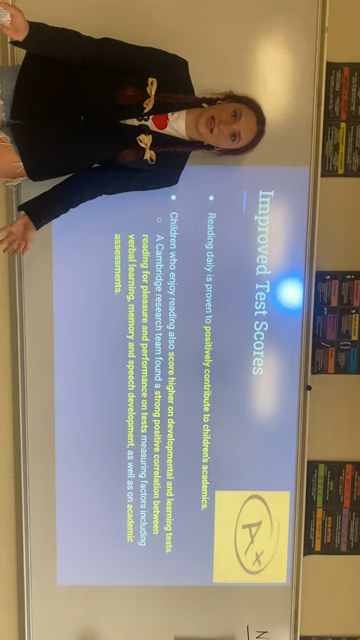 Improved Test Scores
A+
● Reading daily is proven to positively contribute to children's academics.
● Children who enjoy reading also score higher on developmental and learning tests.
○ A Cambridge research team found a strong positive correlation between
reading for pleasure and performance on tests measuring factors including
verbal learning, memory and speech development, as well as on academic
assessments.
N